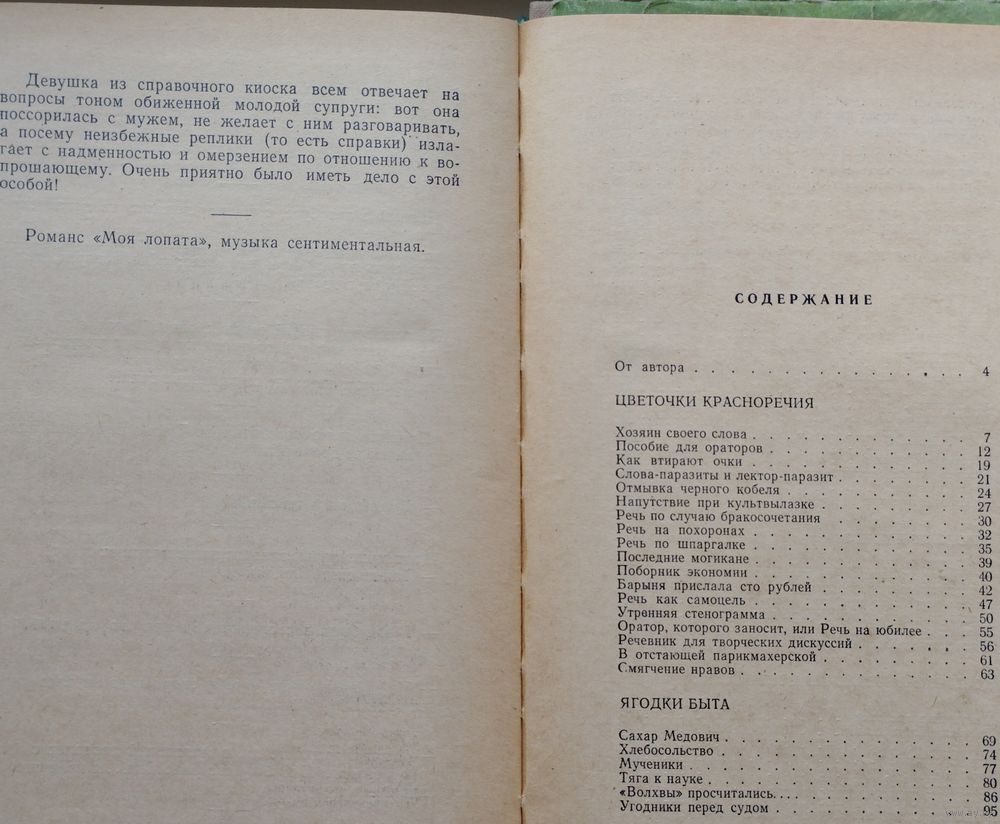 Девушка из справочного киоска всем отвечает на
вопросы тоном обиженной молодой супруги: вот она
поссорилась с мужем, не желает с ним разговаривать,
а посему неизбежные реплики (то есть справки) изла-
гает с надменностью и омерзением по отношению к во-
прошающему. Очень приятно было иметь дело с этой
особой!
Романс «Моя лопата», музыка сентиментальная.
СОДЕРЖАНИЕ
От автора . . . . . . . . . . . . . . . 4
ЦВЕТОЧКИ КРАСНОРЕЧИЯ
Хозяин своего слова . . . . . . . . . . . . 7
Пособие для ораторов . . . . . . . . . . . 12
Как втирают очки . . . . . . . . . . . . 19
Слова-паразиты и лектор-паразит . . . . . . . . 21
Отмывка черного кобеля . . . . . . . . . . 24
Напутствие при культвылазке . . . . . . . . . 27
Речь по случаю бракосочетания . . . . . . . . 30
Речь на похоронах . . . . . . . . . . . . 32
Речь по шпаргалке . . . . . . . . . . . . 35
Последние могикане . . . . . . . . . . . . 39
Поборник экономии . . . . . . . . . . . . 40
Барыня прислала сто рублей . . . . . . . . . 42
Речь как самоцель . . . . . . . . . . . . 47
Утренняя стенограмма . . . . . . . . . . . 50
Оратор, которого заносит, или Речь на юбилее . . . 55
Речевник для творческих дискуссий . . . . . . . 56
В отстающей парикмахерской . . . . . . . . . 61
Смягчение нравов . . . . . . . . . . . . 63
ЯГОДКИ БЫТА
Сахар Медович . . . . . . . . . . . . . 69
Хлебосольство . . . . . . . . . . . . . 74
Мученики . . . . . . . . . . . . . . . 77
Тяга к науке . . . . . . . . . . . . . . 80
«Волхвы» просчитались. . . . . . . . . . . 86
Угодники перед судом . . . . . . . . . . . 95